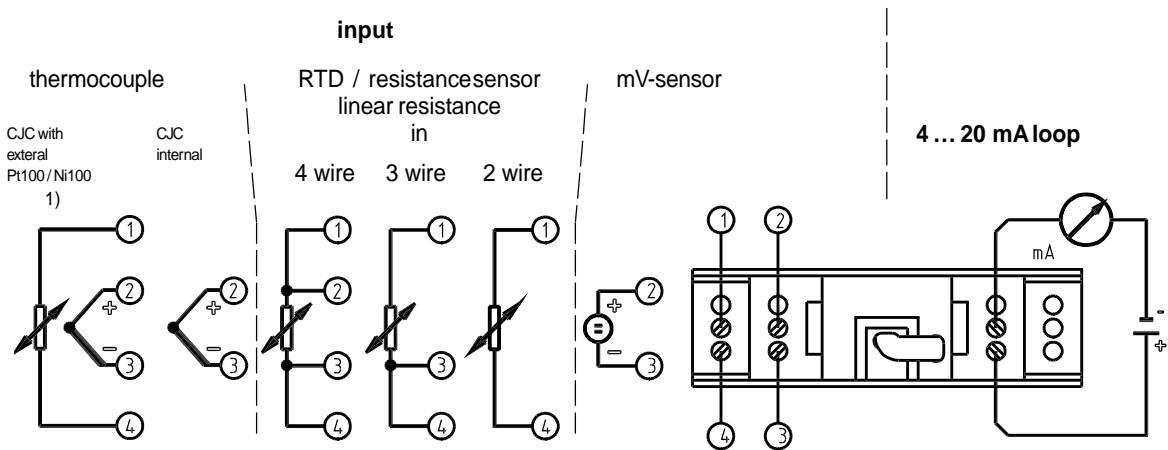 input
thermocouple
RTD / resistancesensor
linear resistance
in
mV-sensor
CJC with
exteral
Pt100 / Ni100
1)
CJC
internal
4 wire
3 wire
2 wire
4 ... 20 mA loop
1
2
+
-
3
4
2
+
-
3
1
2
3
4
1
3
4
1
4
+
2
=
-
3
1
2
4
3
mA
-
+